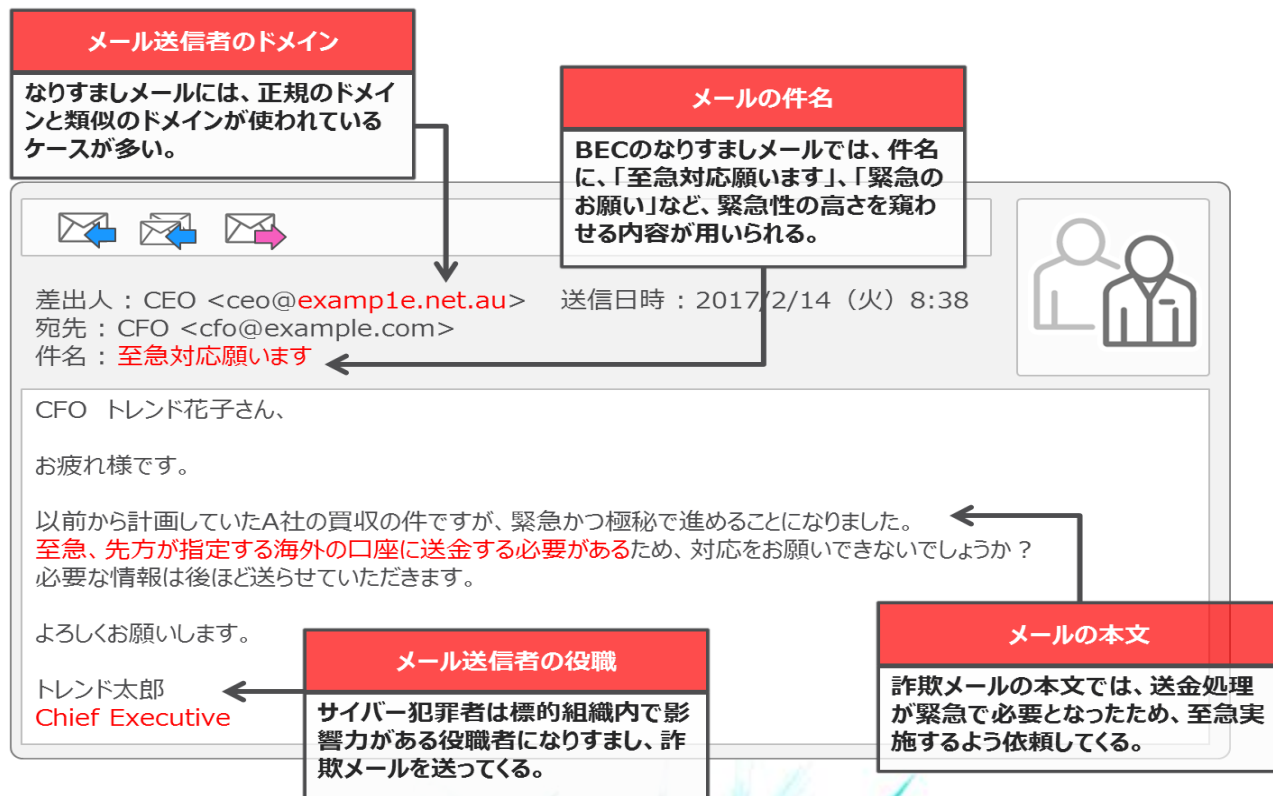 メール送信者のドメイン
なりすましメールには、正規のドメイ
ンと類似のドメインが使われている
ケースが多い。
メールの件名
BECのなりすましメールでは、件名
に、「至急対応願います」、「緊急の
お願い」など、緊急性の高さを窺わ
せる内容が用いられる。
差出人：CEO <ceo@examp1e.net.au> 送信日時：2017/2/14（火）8:38
宛先：CFO <cfo@example.com>
件名：至急対応願います
CFO　トレンド花子さん、
お疲れ様です。
以前から計画していたA社の買収の件ですが、緊急かつ極秘で進めることになりました。
至急、先方が指定する海外の口座に送金する必要があるため、対応をお願いできないでしょうか？
必要な情報は後ほど送らせていただきます。
よろしくお願いします。
トレンド太郎
Chief Executive
メール送信者の役職
サイバー犯罪者は標的組織内で影
響力がある役職者になりすまし、詐
欺メールを送ってくる。
メールの本文
詐欺メールの本文では、送金処理
が緊急で必要となったため、至急実
施するよう依頼してくる。